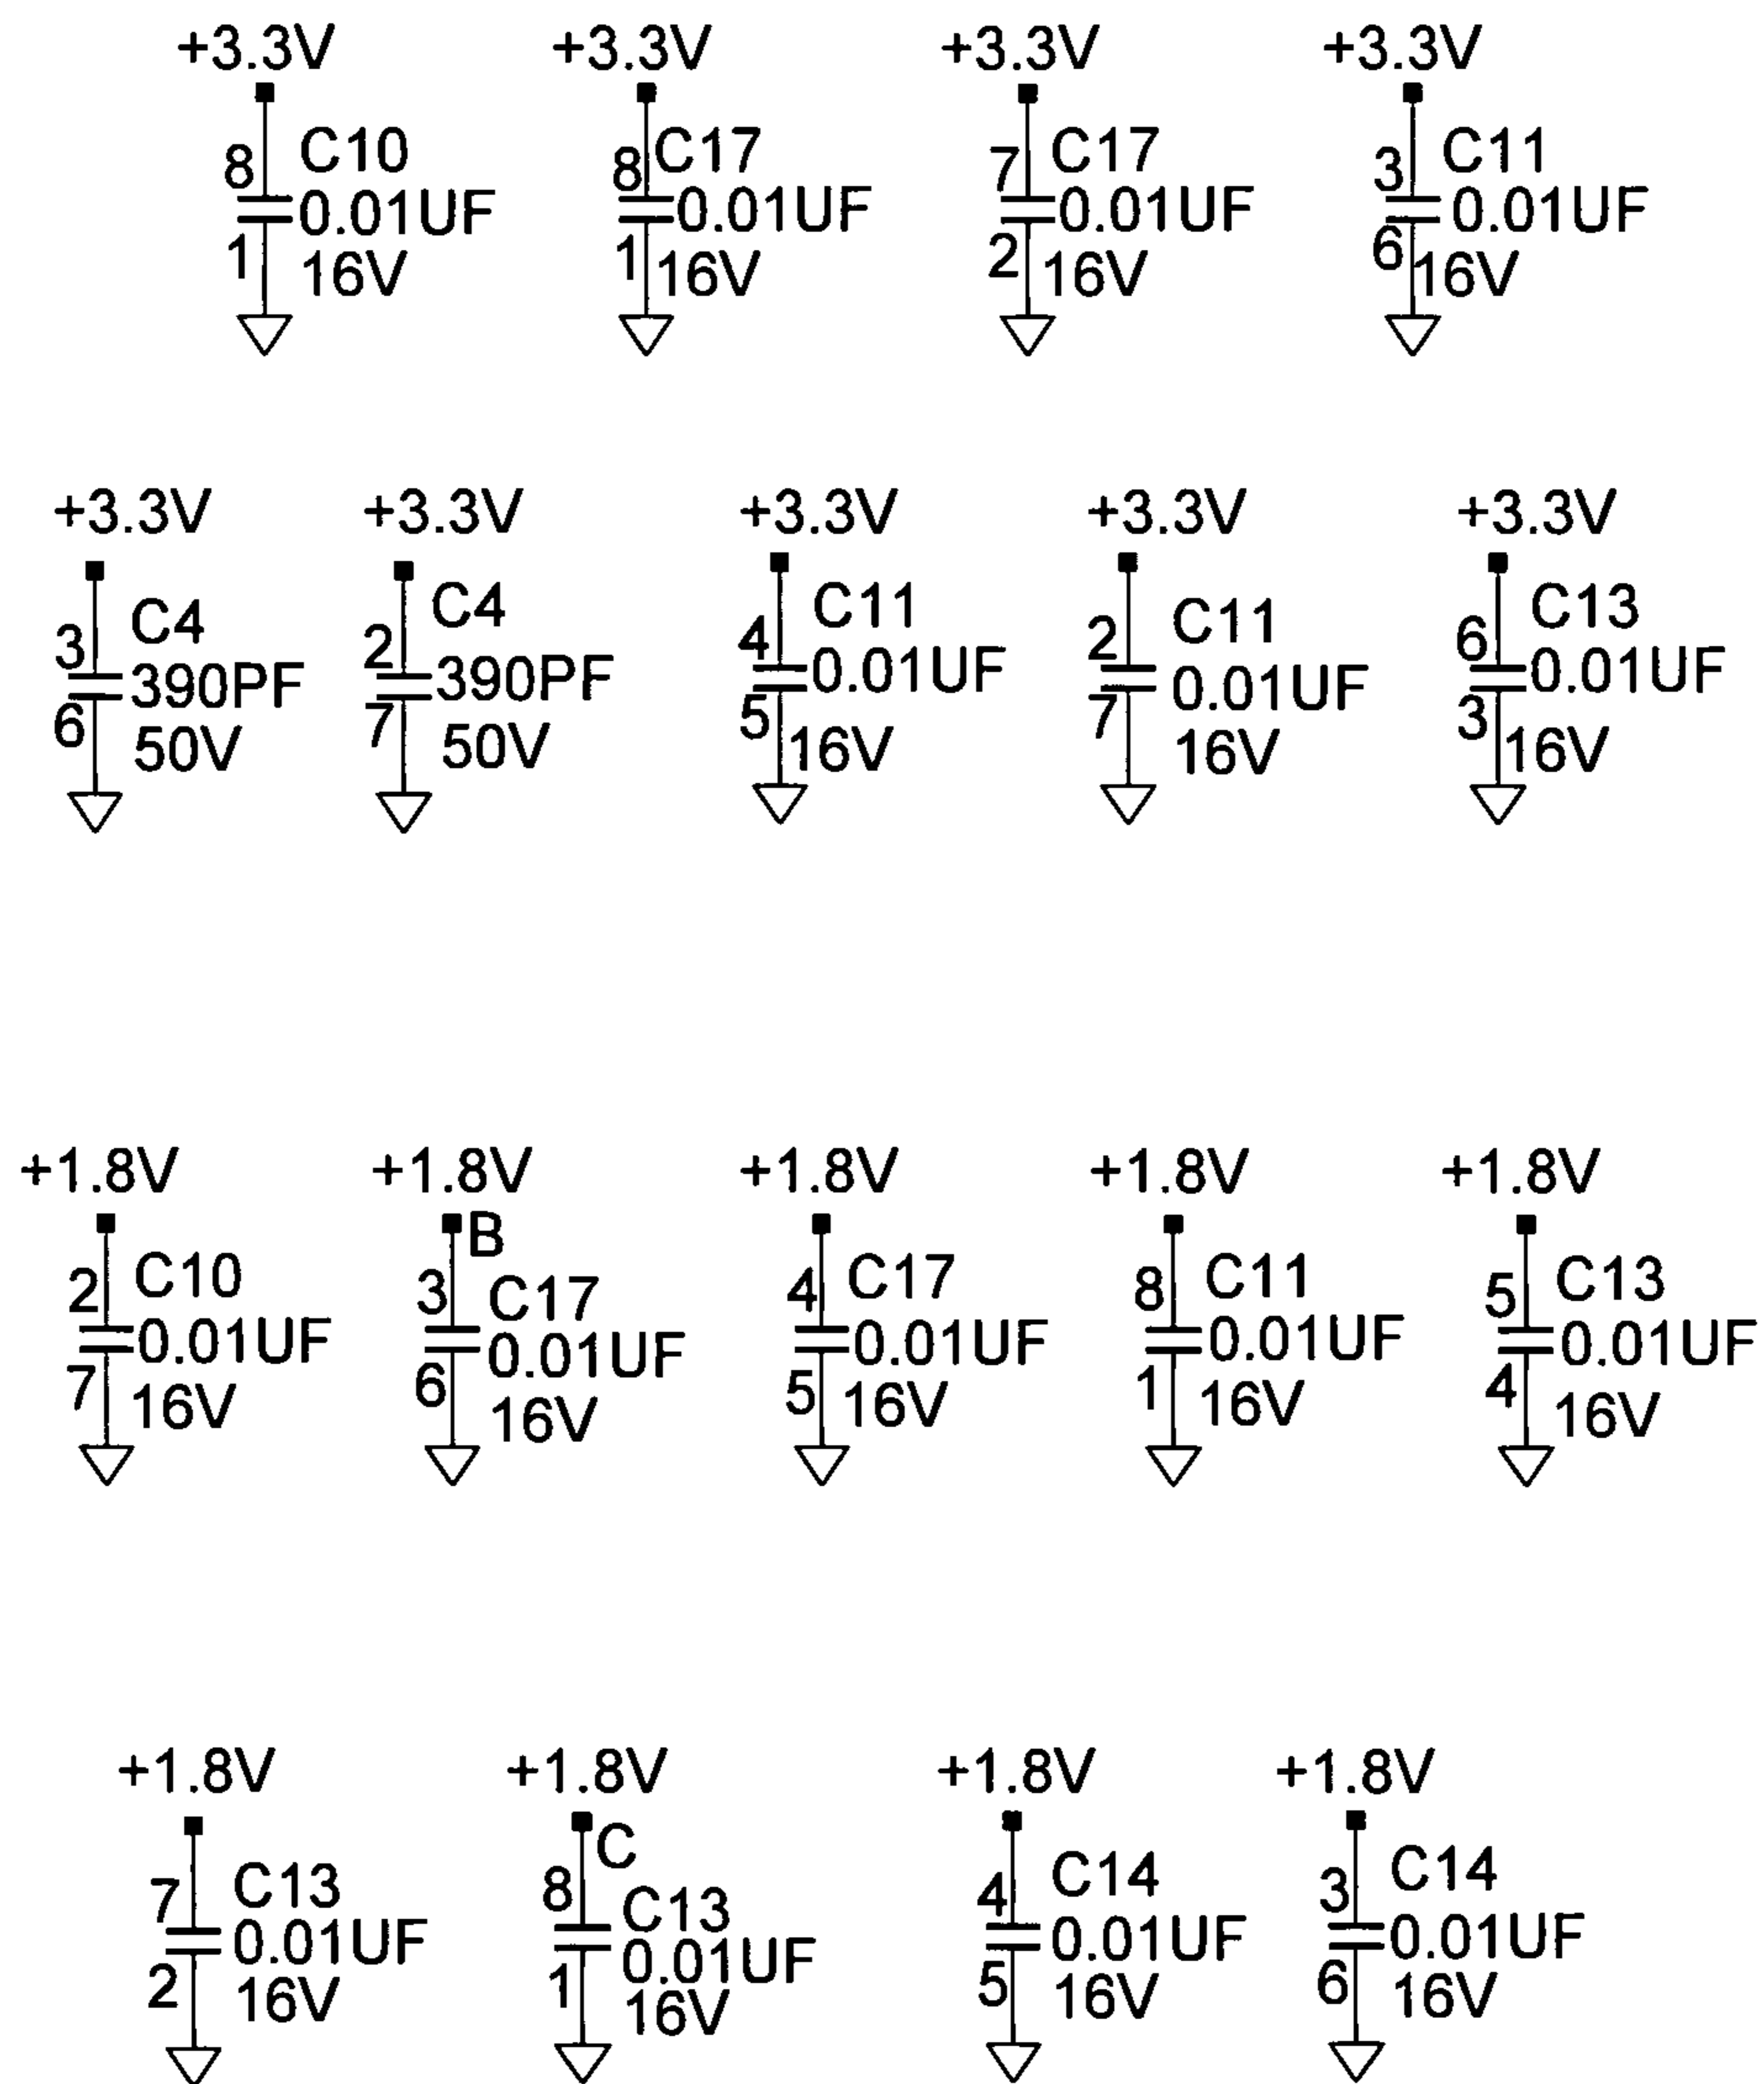 +3.3V +3.3V +3.3V +3.3V
8 C10 8 C17 7 C17 3 C11
0.01UF 0.01UF 0.01UF 0.01UF
1 16V 1 16V 2 16V 6 16V
+3.3V +3.3V +3.3V +3.3V +3.3V
3 C4 2 C4 4 C11 2 C11 6 C13
390PF 390PF 0.01UF 0.01UF 0.01UF
6 50V 7 50V 5 16V 7 16V 3 16V
+1.8V +1.8V +1.8V +1.8V +1.8V
B
2 C10 3 C17 4 C17 8 C11 5 C13
0.01UF 0.01UF 0.01UF 0.01UF 0.01UF
7 16V 6 16V 5 16V 1 16V 4 16V
+1.8V +1.8V +1.8V +1.8V
C
7 C13 8 C13 4 C14 3 C14
0.01UF 0.01UF 0.01UF 0.01UF
2 16V 1 16V 5 16V 6 16V